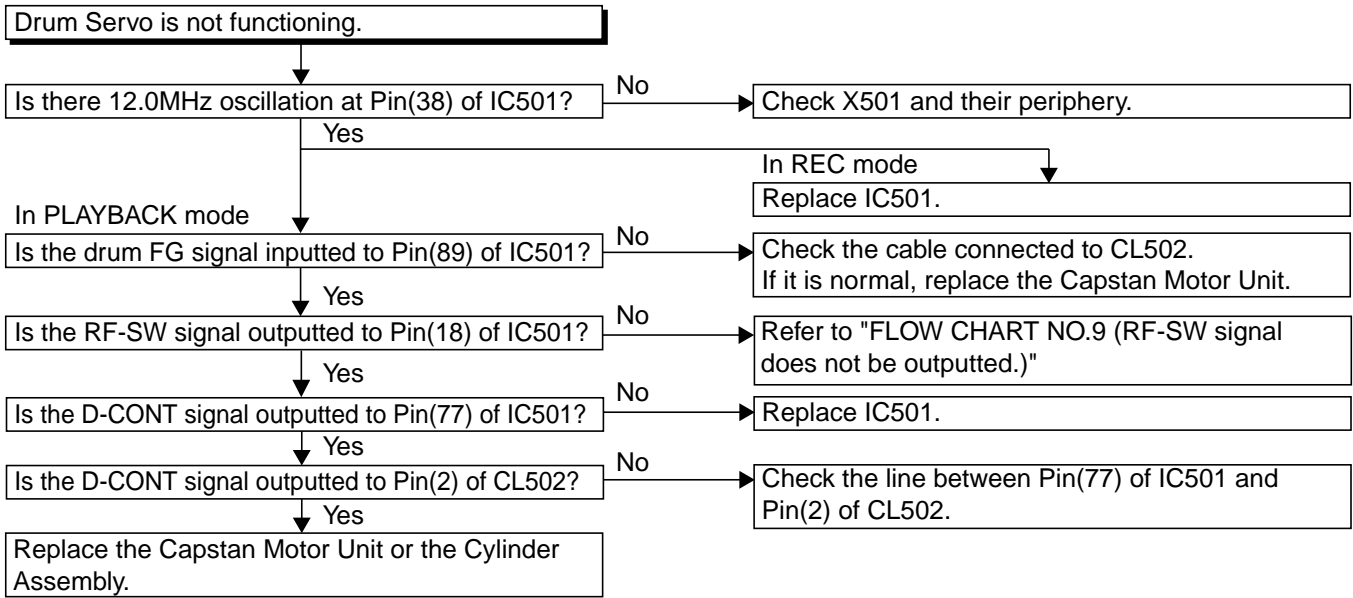 Drum Servo is not functioning.
Is there 12.0MHz oscillation at Pin(38) of IC501?
No
Check X501 and their periphery.
Yes
In REC mode
Replace IC501.
In PLAYBACK mode
Is the drum FG signal inputted to Pin(89) of IC501?
No
Check the cable connected to CL502.
If it is normal, replace the Capstan Motor Unit.
Yes
Is the RF-SW signal outputted to Pin(18) of IC501?
No
Refer to "FLOW CHART NO.9 (RF-SW signal
does not be outputted.)"
Yes
Is the D-CONT signal outputted to Pin(77) of IC501?
No
Replace IC501.
Yes
Is the D-CONT signal outputted to Pin(2) of CL502?
No
Check the line between Pin(77) of IC501 and
Pin(2) of CL502.
Yes
Replace the Capstan Motor Unit or the Cylinder
Assembly.